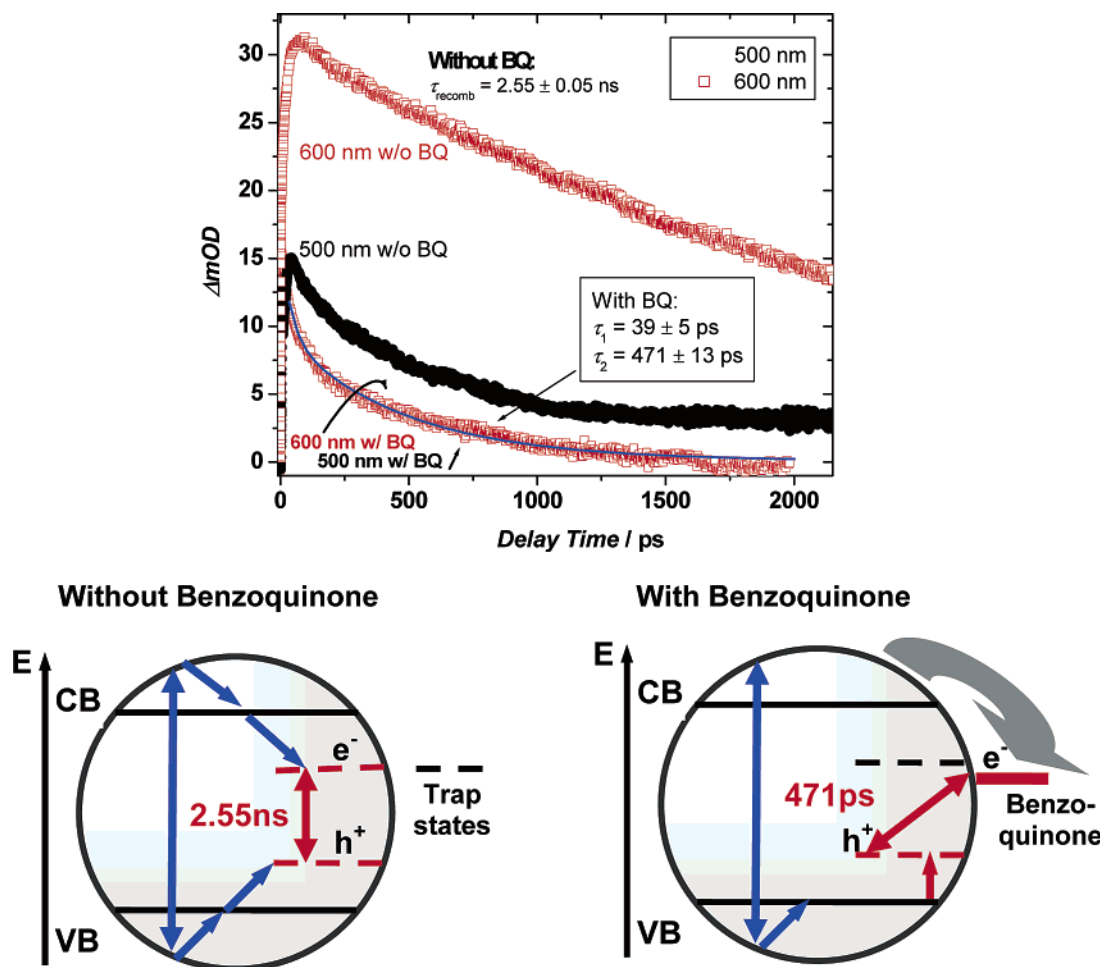 Without BQ:
τrecomb = 2.55 ± 0.05 ns
500 nm
600 nm
600 nm w/o BQ
500 nm w/o BQ
With BQ:
τ1 = 39 ± 5 ps
τ2 = 471 ± 13 ps
600 nm w/ BQ
500 nm w/ BQ
ΔmOD
30
25
20
15
10
5
0
0 500 1000 1500 2000
Delay Time / ps
Without Benzoquinone
E
CB
e-
2.55ns
h+
VB
Trap
states
With Benzoquinone
E
CB
e-
471ps
h+
VB
Benzo-
quinone